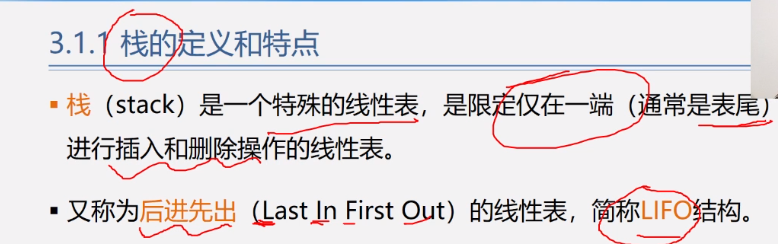 3.1.1 栈的定义和特点
▪ 栈（stack）是一个特殊的线性表，是限定仅在一端（通常是表尾）
进行插入和删除操作的线性表。
▪ 又称为后进先出（Last In First Out）的线性表，简称LIFO结构。